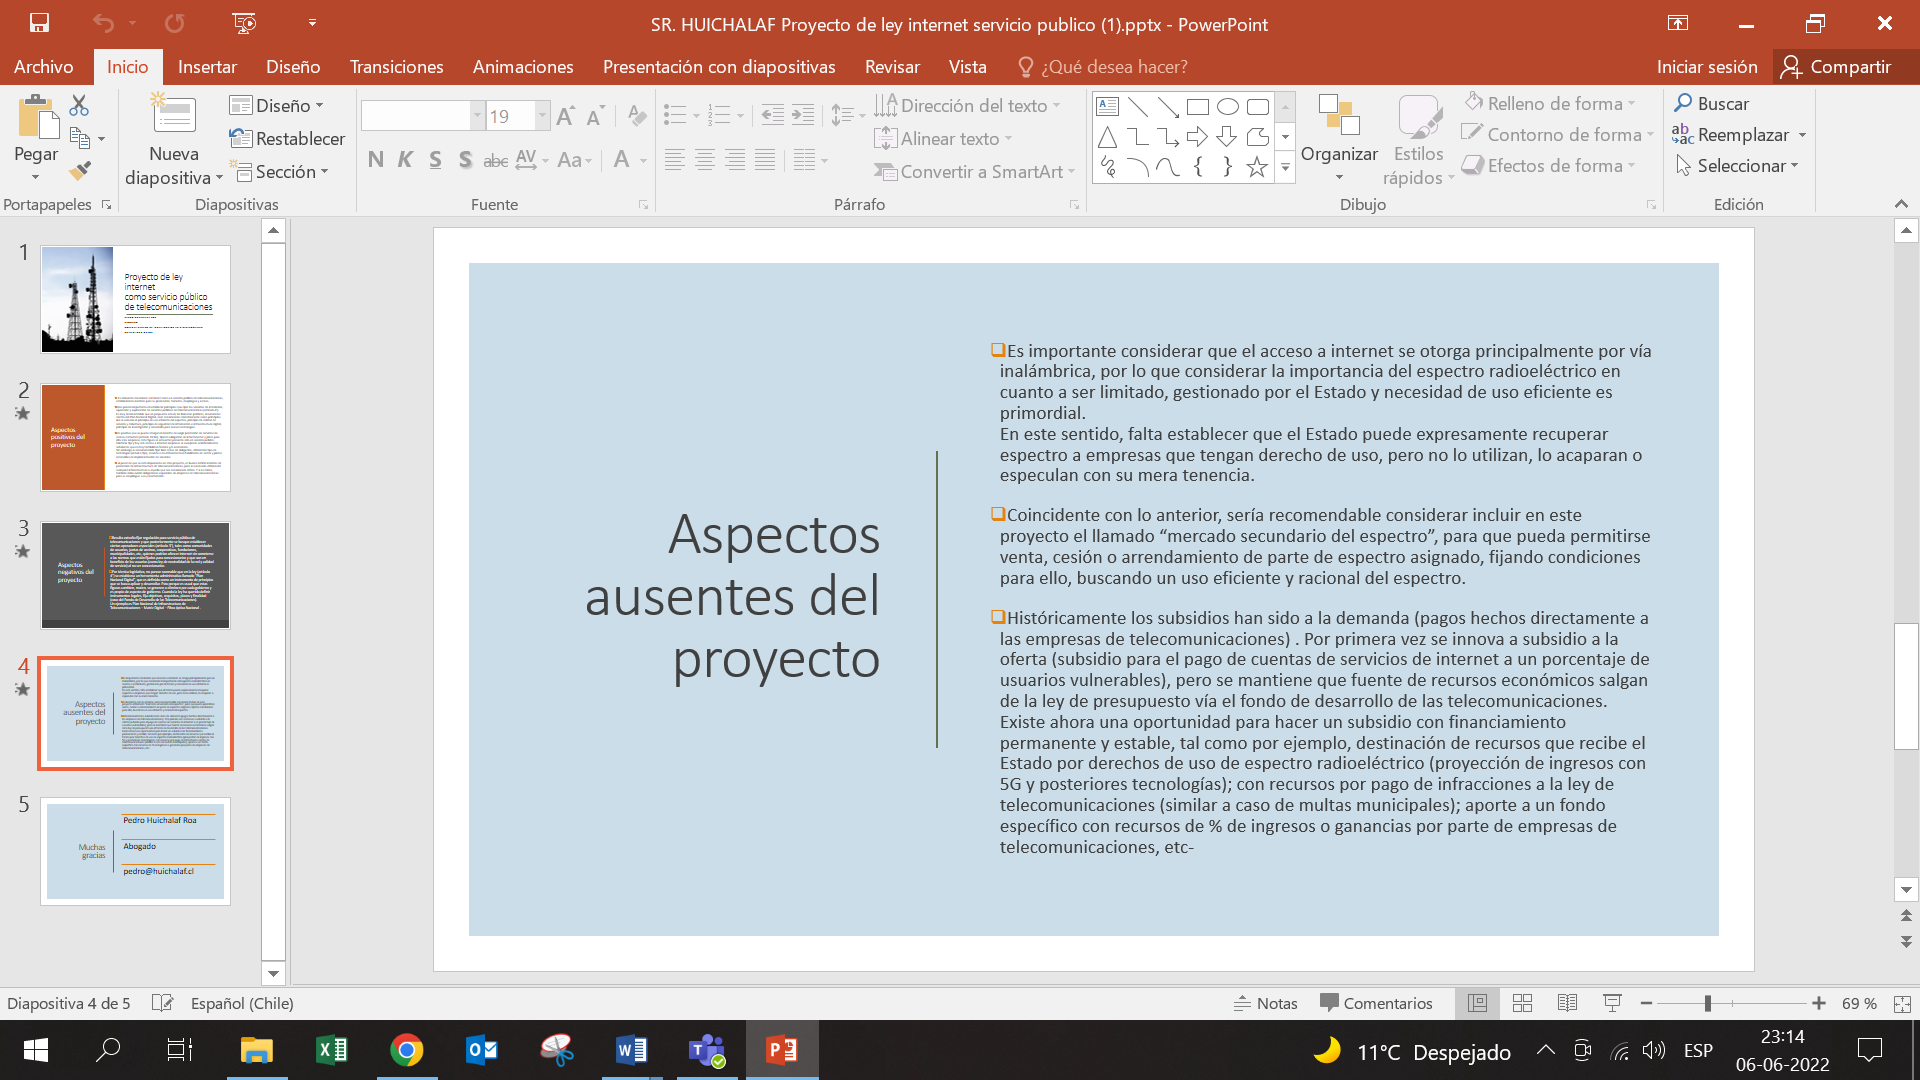 SR. HUICHALAF Proyecto de ley internet servicio publico (1).pptx - PowerPoint
Archivo
Inicio
Insertar
Diseño
Transiciones
Animaciones
Presentación con diapositivas
Revisar
Vista
¿Qué desea hacer?
Iniciar sesión
Compartir
Pegar
Nueva
diapositiva
Diseño
Restablecer
Sección
19
N K S S abc AV Aa A
Dirección del texto
Alinear texto
Convertir a SmartArt
Organizar
Estilos
rápidos
Relleno de forma
Contorno de forma
Efectos de forma
Buscar
Reemplazar
Seleccionar
Portapapeles
Diapositivas
Fuente
Párrafo
Dibujo
Edición
1
Proyecto de ley
internet
como servicio público
de telecomunicaciones
2
Aspectos
positivos del
proyecto
3
Aspectos
negativos del
proyecto
4
Aspectos
ausentes del
proyecto
5
Muchas
gracias
Pedro Huichalaf Roa
Abogado
pedro@huichalaf.cl
Aspectos
ausentes del
proyecto
Es importante considerar que el acceso a internet se otorga principalmente por vía
inalámbrica, por lo que considerar la importancia del espectro radioeléctrico en
cuanto a ser limitado, gestionado por el Estado y necesidad de uso eficiente es
primordial.
En este sentido, falta establecer que el Estado puede expresamente recuperar
espectro a empresas que tengan derecho de uso, pero no lo utilizan, lo acaparan o
especulan con su mera tenencia.
Coincidente con lo anterior, sería recomendable considerar incluir en este
proyecto el llamado “mercado secundario del espectro”, para que pueda permitirse
venta, cesión o arrendamiento de parte de espectro asignado, fijando condiciones
para ello, buscando un uso eficiente y racional del espectro.
Históricamente los subsidios han sido a la demanda (pagos hechos directamente a
las empresas de telecomunicaciones) . Por primera vez se innova a subsidio a la
oferta (subsidio para el pago de cuentas de servicios de internet a un porcentaje de
usuarios vulnerables), pero se mantiene que fuente de recursos económicos salgan
de la ley de presupuesto vía el fondo de desarrollo de las telecomunicaciones.
Existe ahora una oportunidad para hacer un subsidio con financiamiento
permanente y estable, tal como por ejemplo, destinación de recursos que recibe el
Estado por derechos de uso de espectro radioeléctrico (proyección de ingresos con
5G y posteriores tecnologías); con recursos por pago de infracciones a la ley de
telecomunicaciones (similar a caso de multas municipales); aporte a un fondo
específico con recursos de % de ingresos o ganancias por parte de empresas de
telecomunicaciones, etc-
Diapositiva 4 de 5
Español (Chile)
Notas
Comentarios
69 %
11°C Despejado
ESP
23:14
06-06-2022